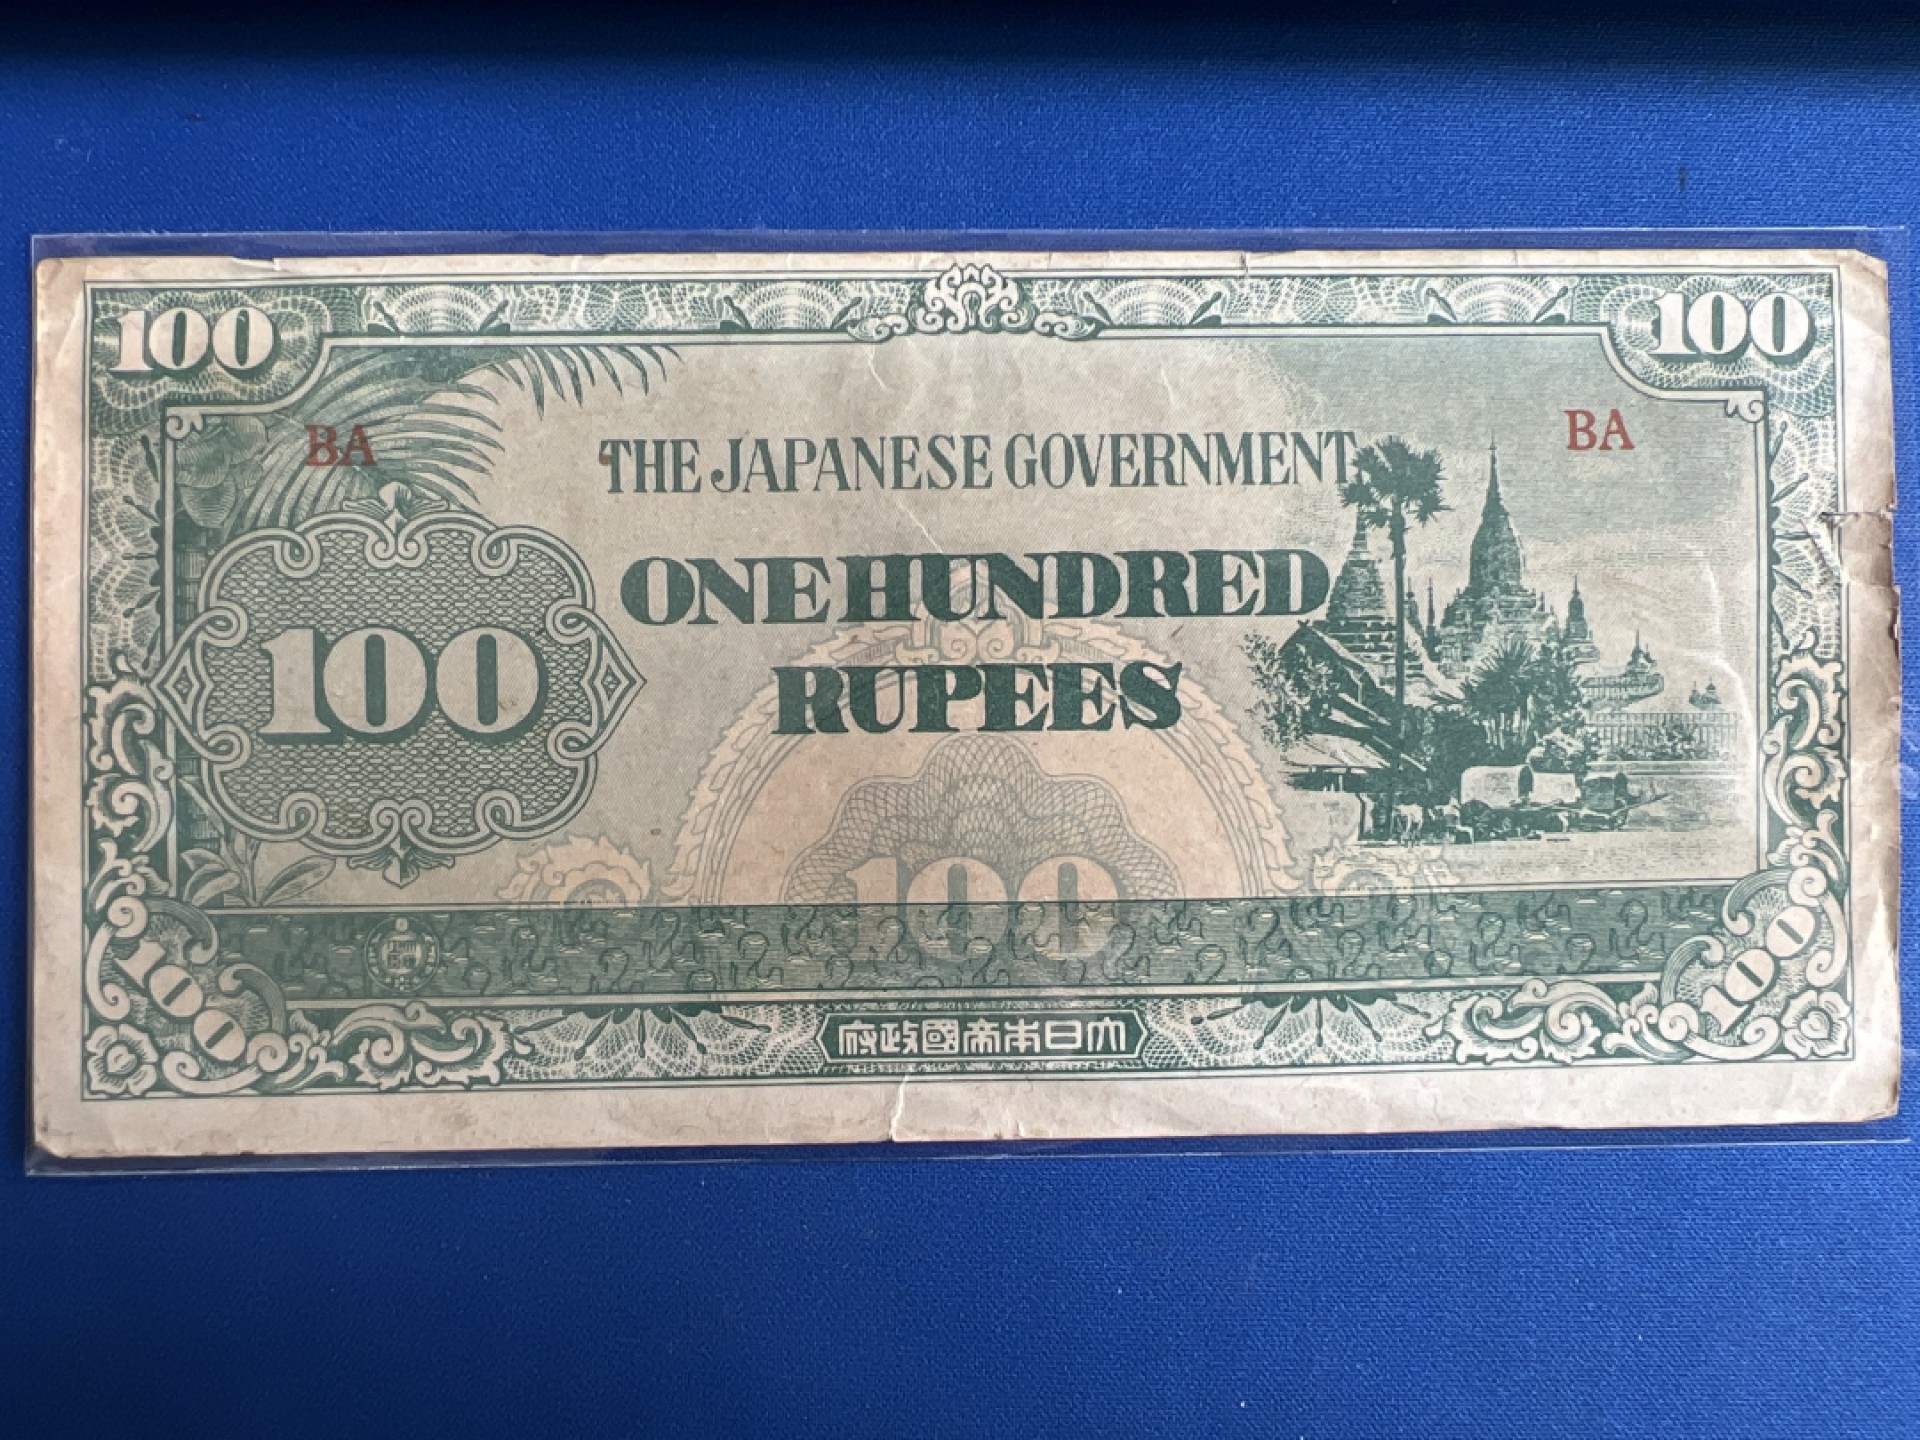 100 100
BA BA
THE JAPANESE GOVERNMENT
ONE HUNDRED
100
RUPEES
100
100 100
府政國帝本日大